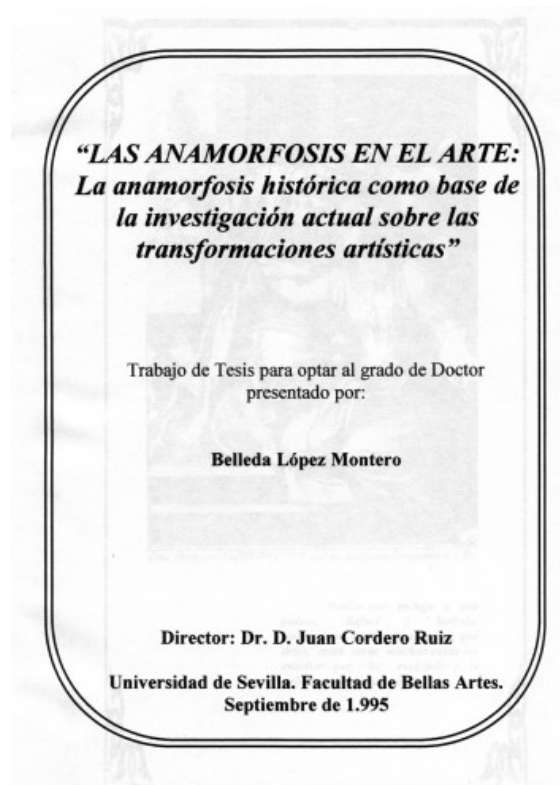 “LAS ANAMORFOSIS EN EL ARTE:
La anamorfosis histórica como base de
la investigación actual sobre las
transformaciones artísticas”
Trabajo de Tesis para optar al grado de Doctor
presentado por:
Belleda López Montero
Director: Dr. D. Juan Cordero Ruiz
Universidad de Sevilla. Facultad de Bellas Artes.
Septiembre de 1.995